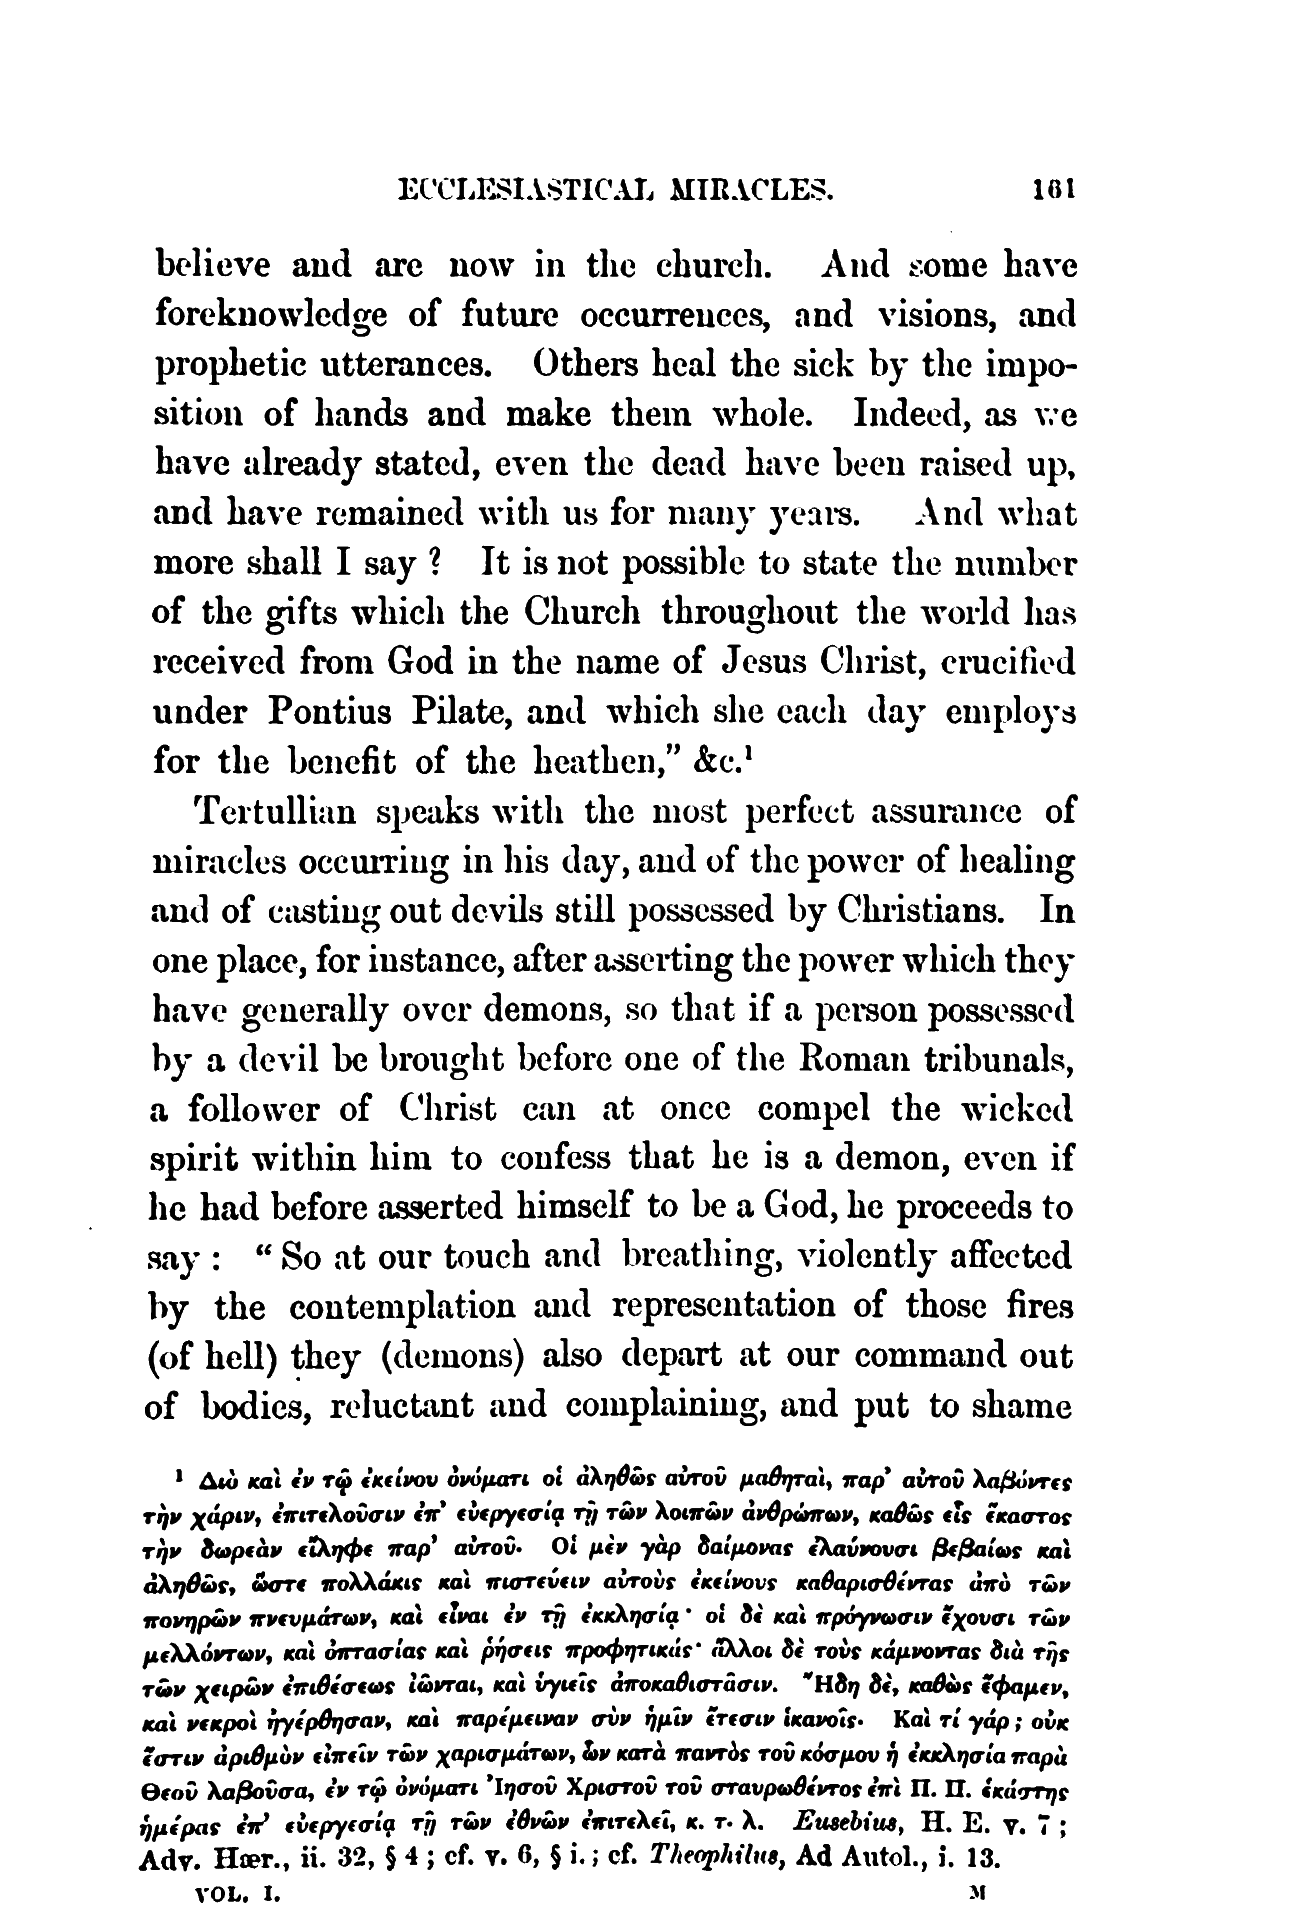 ECCLESIASTICAL MIRACLES. 161
believe and are now in the church. And some have
foreknowledge of future occurrences, and visions, and
prophetic utterances. Others heal the sick by the impo-
sition of hands and make them whole. Indeed, as we
have already stated, even the dead have been raised up,
and have remained with us for many years. And what
more shall I say ? It is not possible to state the number
of the gifts which the Church throughout the world has
received from God in the name of Jesus Christ, crucified
under Pontius Pilate, and which she each day employs
for the benefit of the heathen,” &c.¹
Tertullian speaks with the most perfect assurance of
miracles occurring in his day, and of the power of healing
and of casting out devils still possessed by Christians. In
one place, for instance, after asserting the power which they
have generally over demons, so that if a person possessed
by a devil be brought before one of the Roman tribunals,
a follower of Christ can at once compel the wicked
spirit within him to confess that he is a demon, even if
he had before asserted himself to be a God, he proceeds to
say : “ So at our touch and breathing, violently affected
by the contemplation and representation of those fires
(of hell) they (demons) also depart at our command out
of bodies, reluctant and complaining, and put to shame
¹ Διὼ καὶ ἐν τῷ ἐκείνου ὀνόματι οἱ ἀληθῶς αὐτοῦ μαθηταὶ, παρ’ αὐτοῦ λαβόντες
τὴν χάριν, ἐπιτελοῦσιν ἐπ’ εὐεργεσίᾳ τῇ τῶν λοιπῶν ἀνθρώπων, καθὼς εἷς ἕκαστος
τὴν δωρεὰν εἴληφε παρ’ αὐτοῦ. Οἱ μὲν γὰρ δαίμονας ἐλαύνουσι βεβαίως καὶ
ἀληθῶς, ὥστε πολλάκις καὶ πιστεύειν αὐτοὺς ἐκείνους καθαρισθέντας ἀπὸ τῶν
πονηρῶν πνευμάτων, καὶ εἶναι ἐν τῇ ἐκκλησίᾳ· οἱ δὲ καὶ πρόγνωσιν ἔχουσι τῶν
μελλόντων, καὶ ὀπτασίας καὶ ῥήσεις προφητικάς· ἄλλοι δὲ τοὺς κάμνοντας διὰ τῆς
τῶν χειρῶν ἐπιθέσεως ἰῶνται, καὶ ὑγιεῖς ἀποκαθιστᾶσιν. Ἤδη δὲ, καθὼς ἔφαμεν,
καὶ νεκροὶ ἠγέρθησαν, καὶ παρέμειναν σὺν ἡμῖν ἔτεσιν ἱκανοῖς. Καὶ τί γάρ ; οὐκ
ἔστιν ἀριθμὸν εἰπεῖν τῶν χαρισμάτων, ὧν κατὰ παντὸς τοῦ κόσμου ἡ ἐκκλησία παρὰ
Θεοῦ λαβοῦσα, ἐν τῷ ὀνόματι Ἰησοῦ Χριστοῦ τοῦ σταυρωθέντος ἐπὶ Π. Π. ἑκάστης
ἡμέρας ἐπ’ εὐεργεσίᾳ τῇ τῶν ἐθνῶν ἐπιτελεῖ, κ. τ. λ. Eusebius, H. E. v. 7 ;
Adv. Hær., ii. 32, § 4 ; cf. v. 6, § i. ; cf. Theophilus, Ad Autol., i. 13.
VOL. I. M